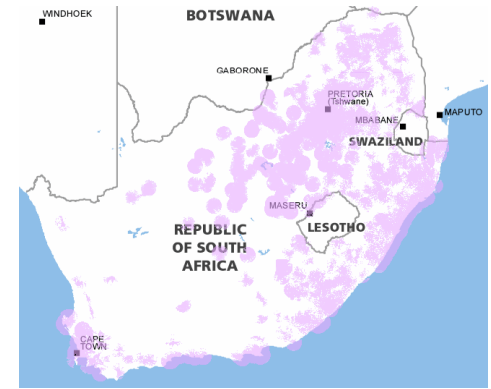 WINDHOEK
BOTSWANA
GABORONE
PRETORIA
(Tshwane)
MAPUTO
MBABANE
SWAZILAND
MASERU
LESOTHO
REPUBLIC
OF SOUTH
AFRICA
CAPE
TOWN